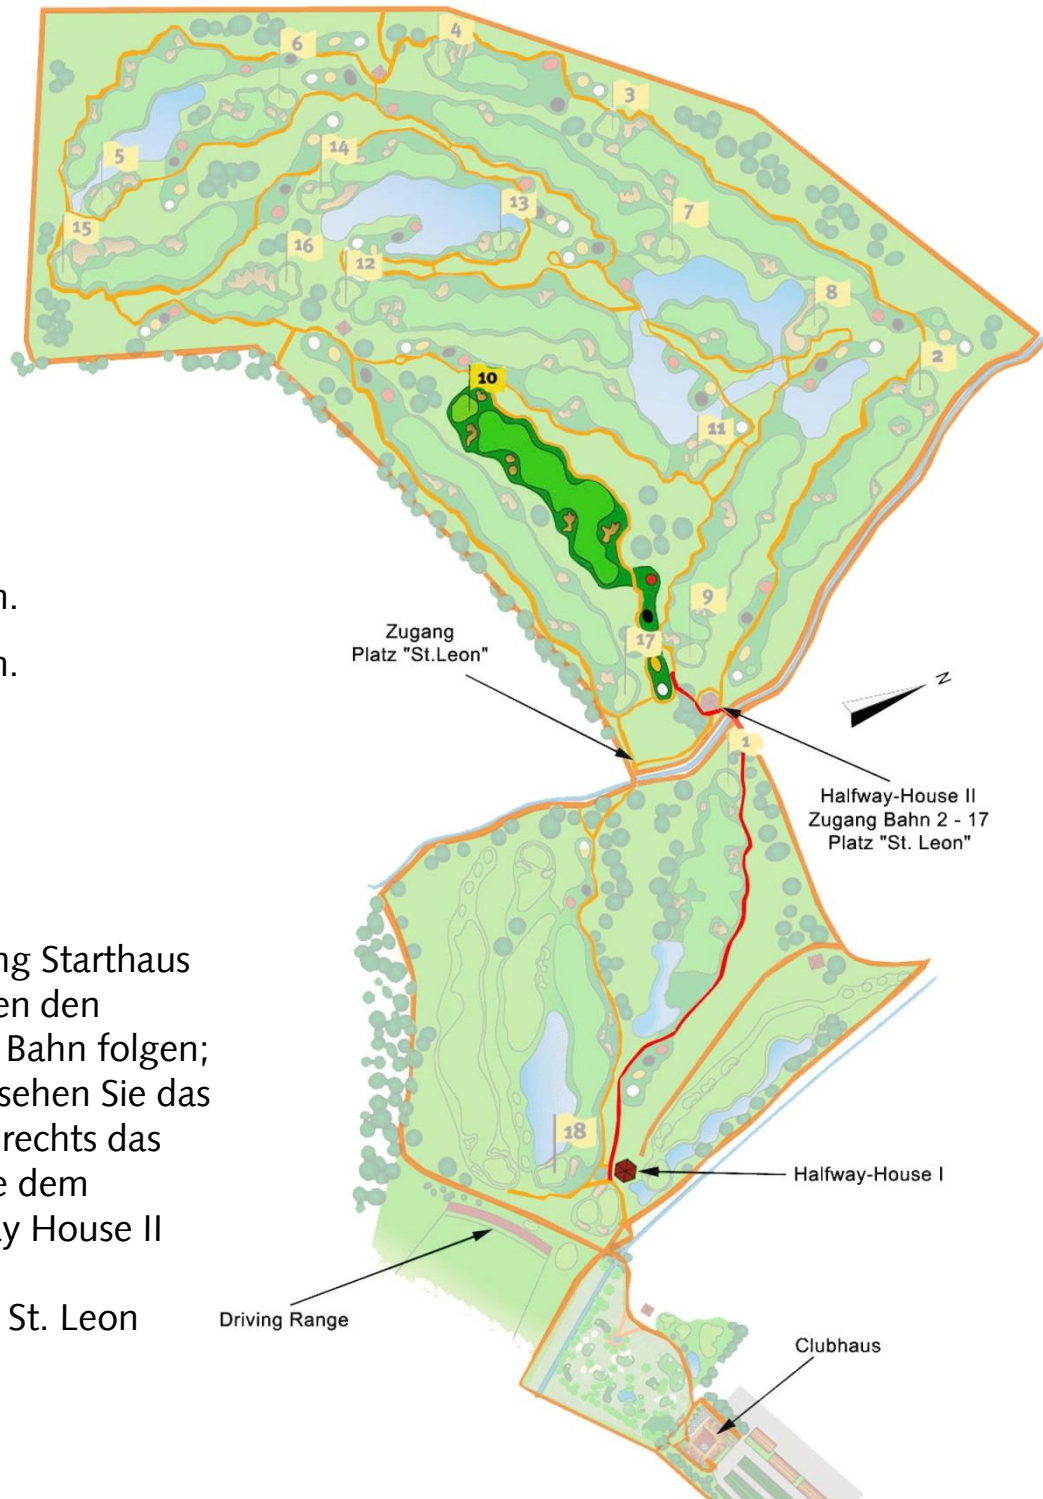 6
4
3
14
5
13
7
15
16
12
8
2
10
11
9
17
Zugang
Platz "St.Leon"
N
1
Halfway-House II
Zugang Bahn 2 - 17
Platz "St. Leon"
ng Starthaus
en den
Bahn folgen;
sehen Sie das
rechts das
e dem
y House II
St. Leon
18
Halfway-House I
Driving Range
Clubhaus